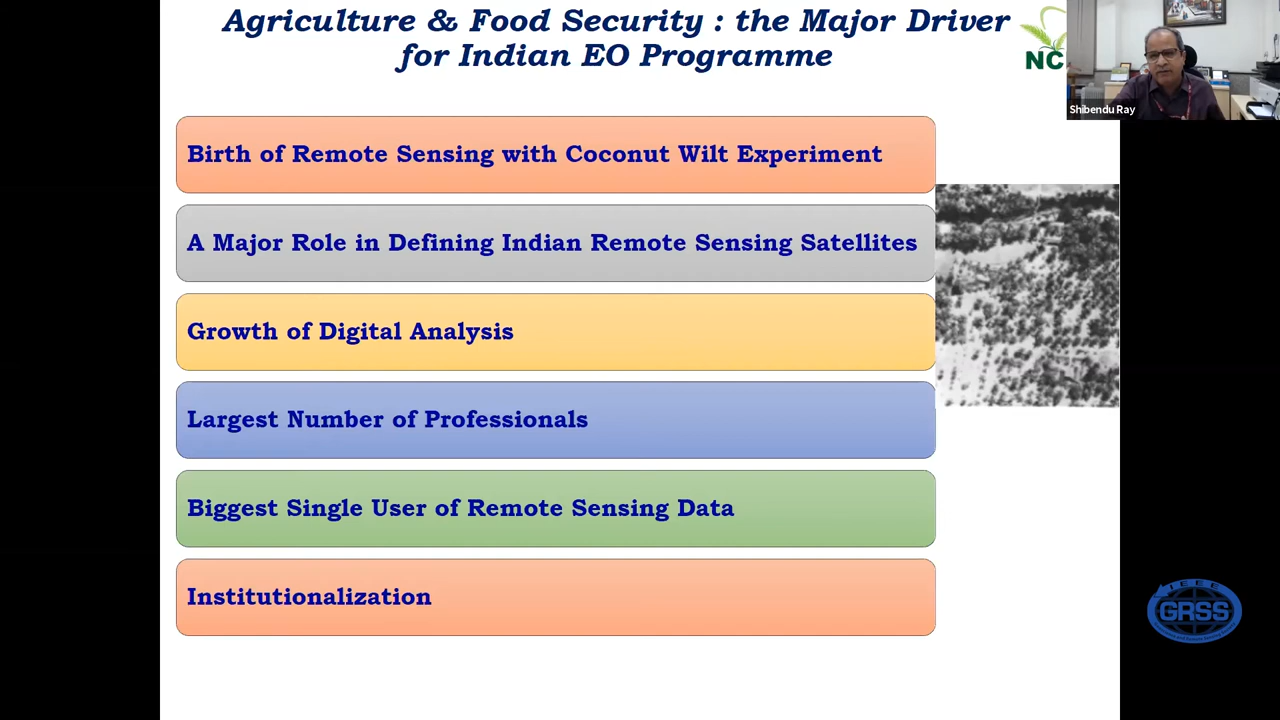 Agriculture & Food Security : the Major Driver
for Indian EO Programme
NC
Shibendu Ray
Birth of Remote Sensing with Coconut Wilt Experiment
A Major Role in Defining Indian Remote Sensing Satellites
Growth of Digital Analysis
Largest Number of Professionals
Biggest Single User of Remote Sensing Data
Institutionalization
IEEE
GRSS